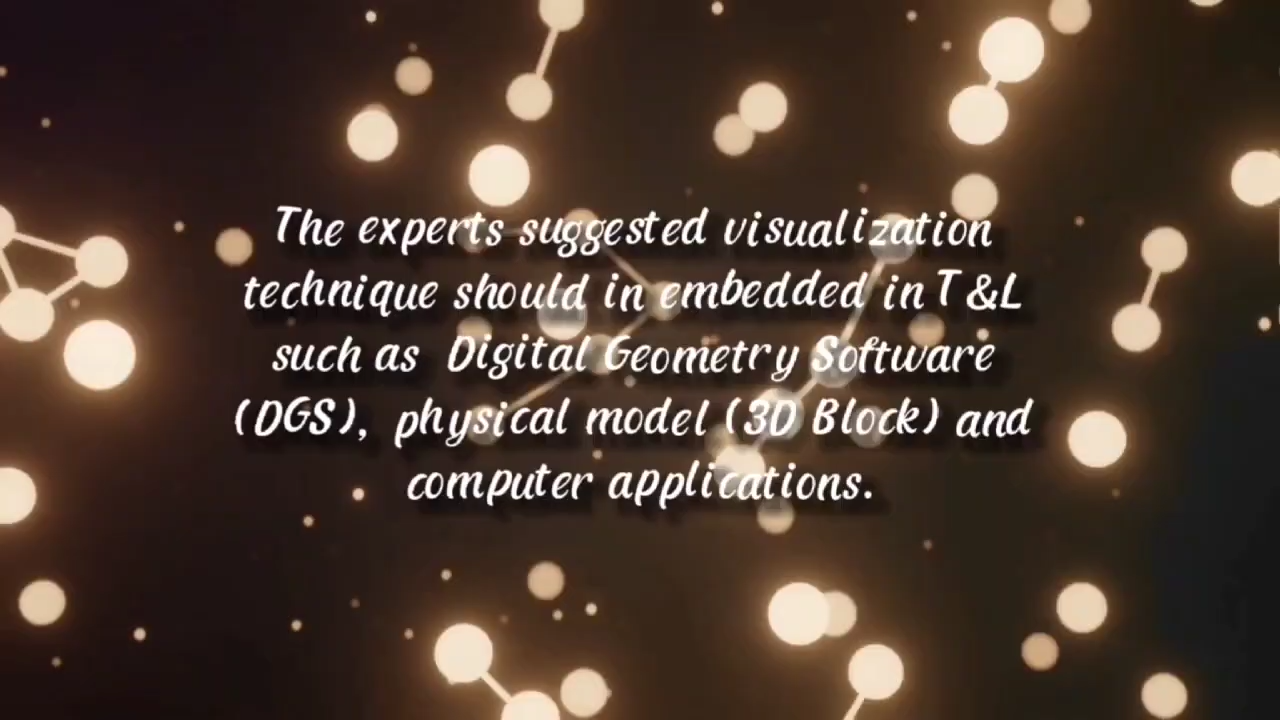 The experts suggested visualization
technique should in embedded in T &L
such as Digital Geometry Software
(DGS), physical model (3D Block) and
computer applications.